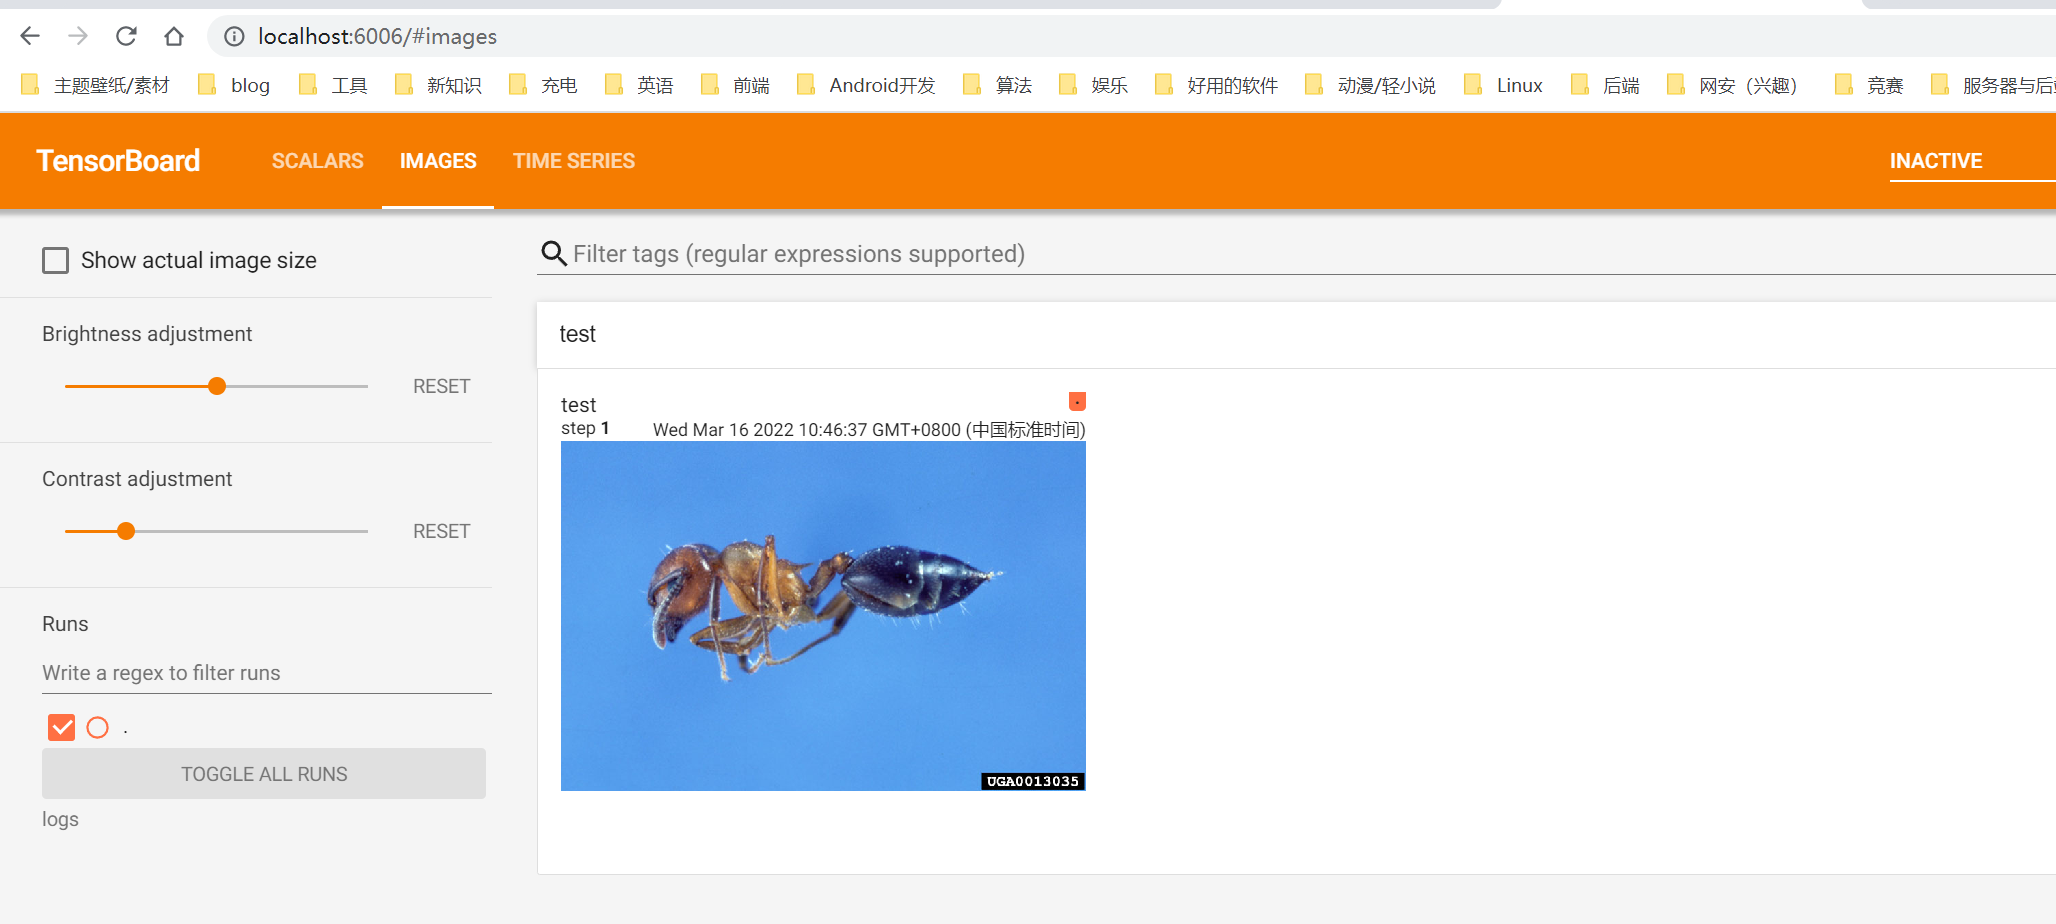 localhost:6006/#images
主题壁纸/素材 blog 工具 新知识 充电 英语 前端 Android开发 算法 娱乐 好用的软件 动漫/轻小说 Linux 后端 网安（兴趣） 竞赛 服务器与后
TensorBoard SCALARS IMAGES TIME SERIES INACTIVE
Show actual image size
Filter tags (regular expressions supported)
Brightness adjustment
RESET
Contrast adjustment
RESET
Runs
Write a regex to filter runs
.
TOGGLE ALL RUNS
logs
test
test .
step 1 Wed Mar 16 2022 10:46:37 GMT+0800 (中国标准时间)
UGA0013035